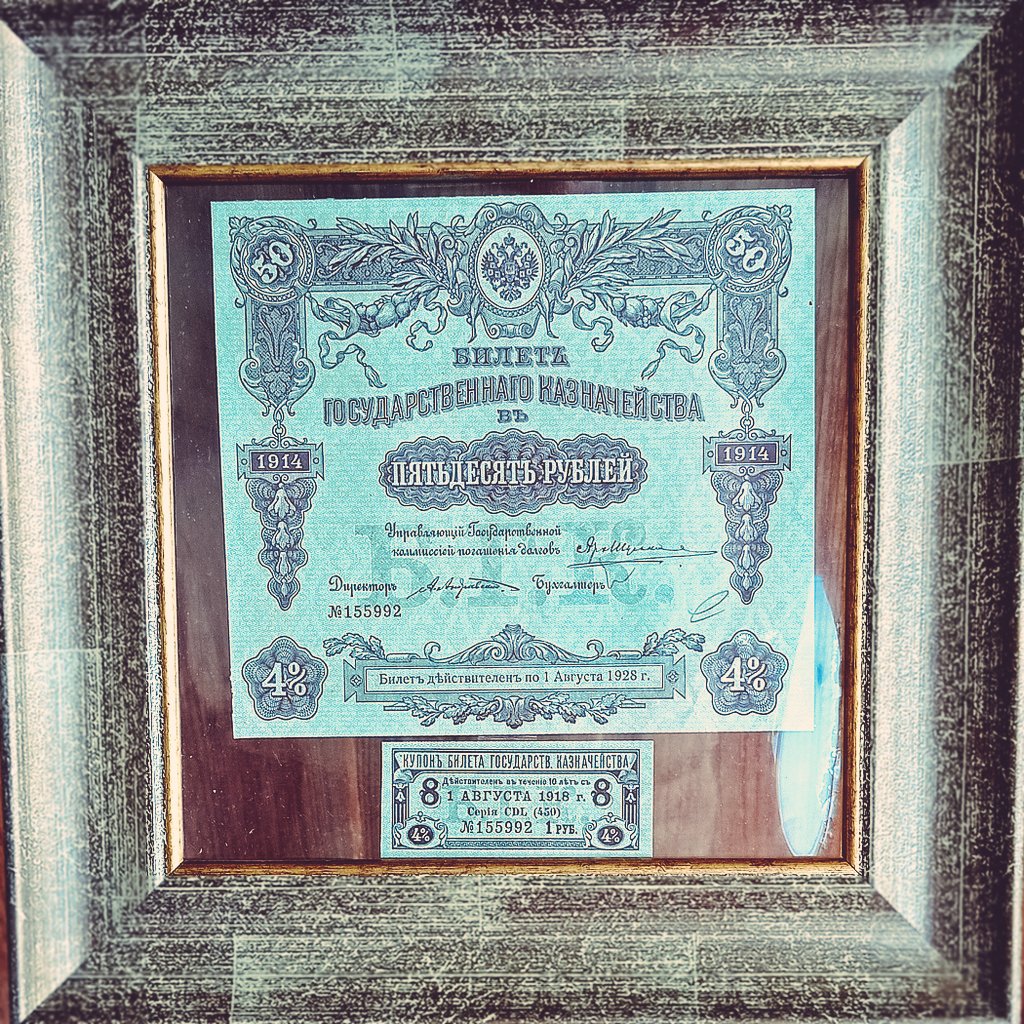 50 50
БИЛЕТЪ
ГОСУДАРСТВЕННАГО КАЗНАЧЕЙСТВА
ВЪ
1914 1914
ПЯТЬДЕСЯТЪ РУБЛЕЙ
Управляющій Государственной
коммиссіей погашенія долговъ
Директоръ Бухгалтеръ
№155992
4% 4%
Билетъ дѣйствителенъ по 1 Августа 1928 г.
КУПОНЪ БИЛЕТА ГОСУДАРСТВ. КАЗНАЧЕЙСТВА
Дѣйствителенъ въ теченіе 10 лѣтъ съ
8 1 АВГУСТА 1918 г. 8
Серія CDL (450)
4% №155992 1 РУБ. 4%